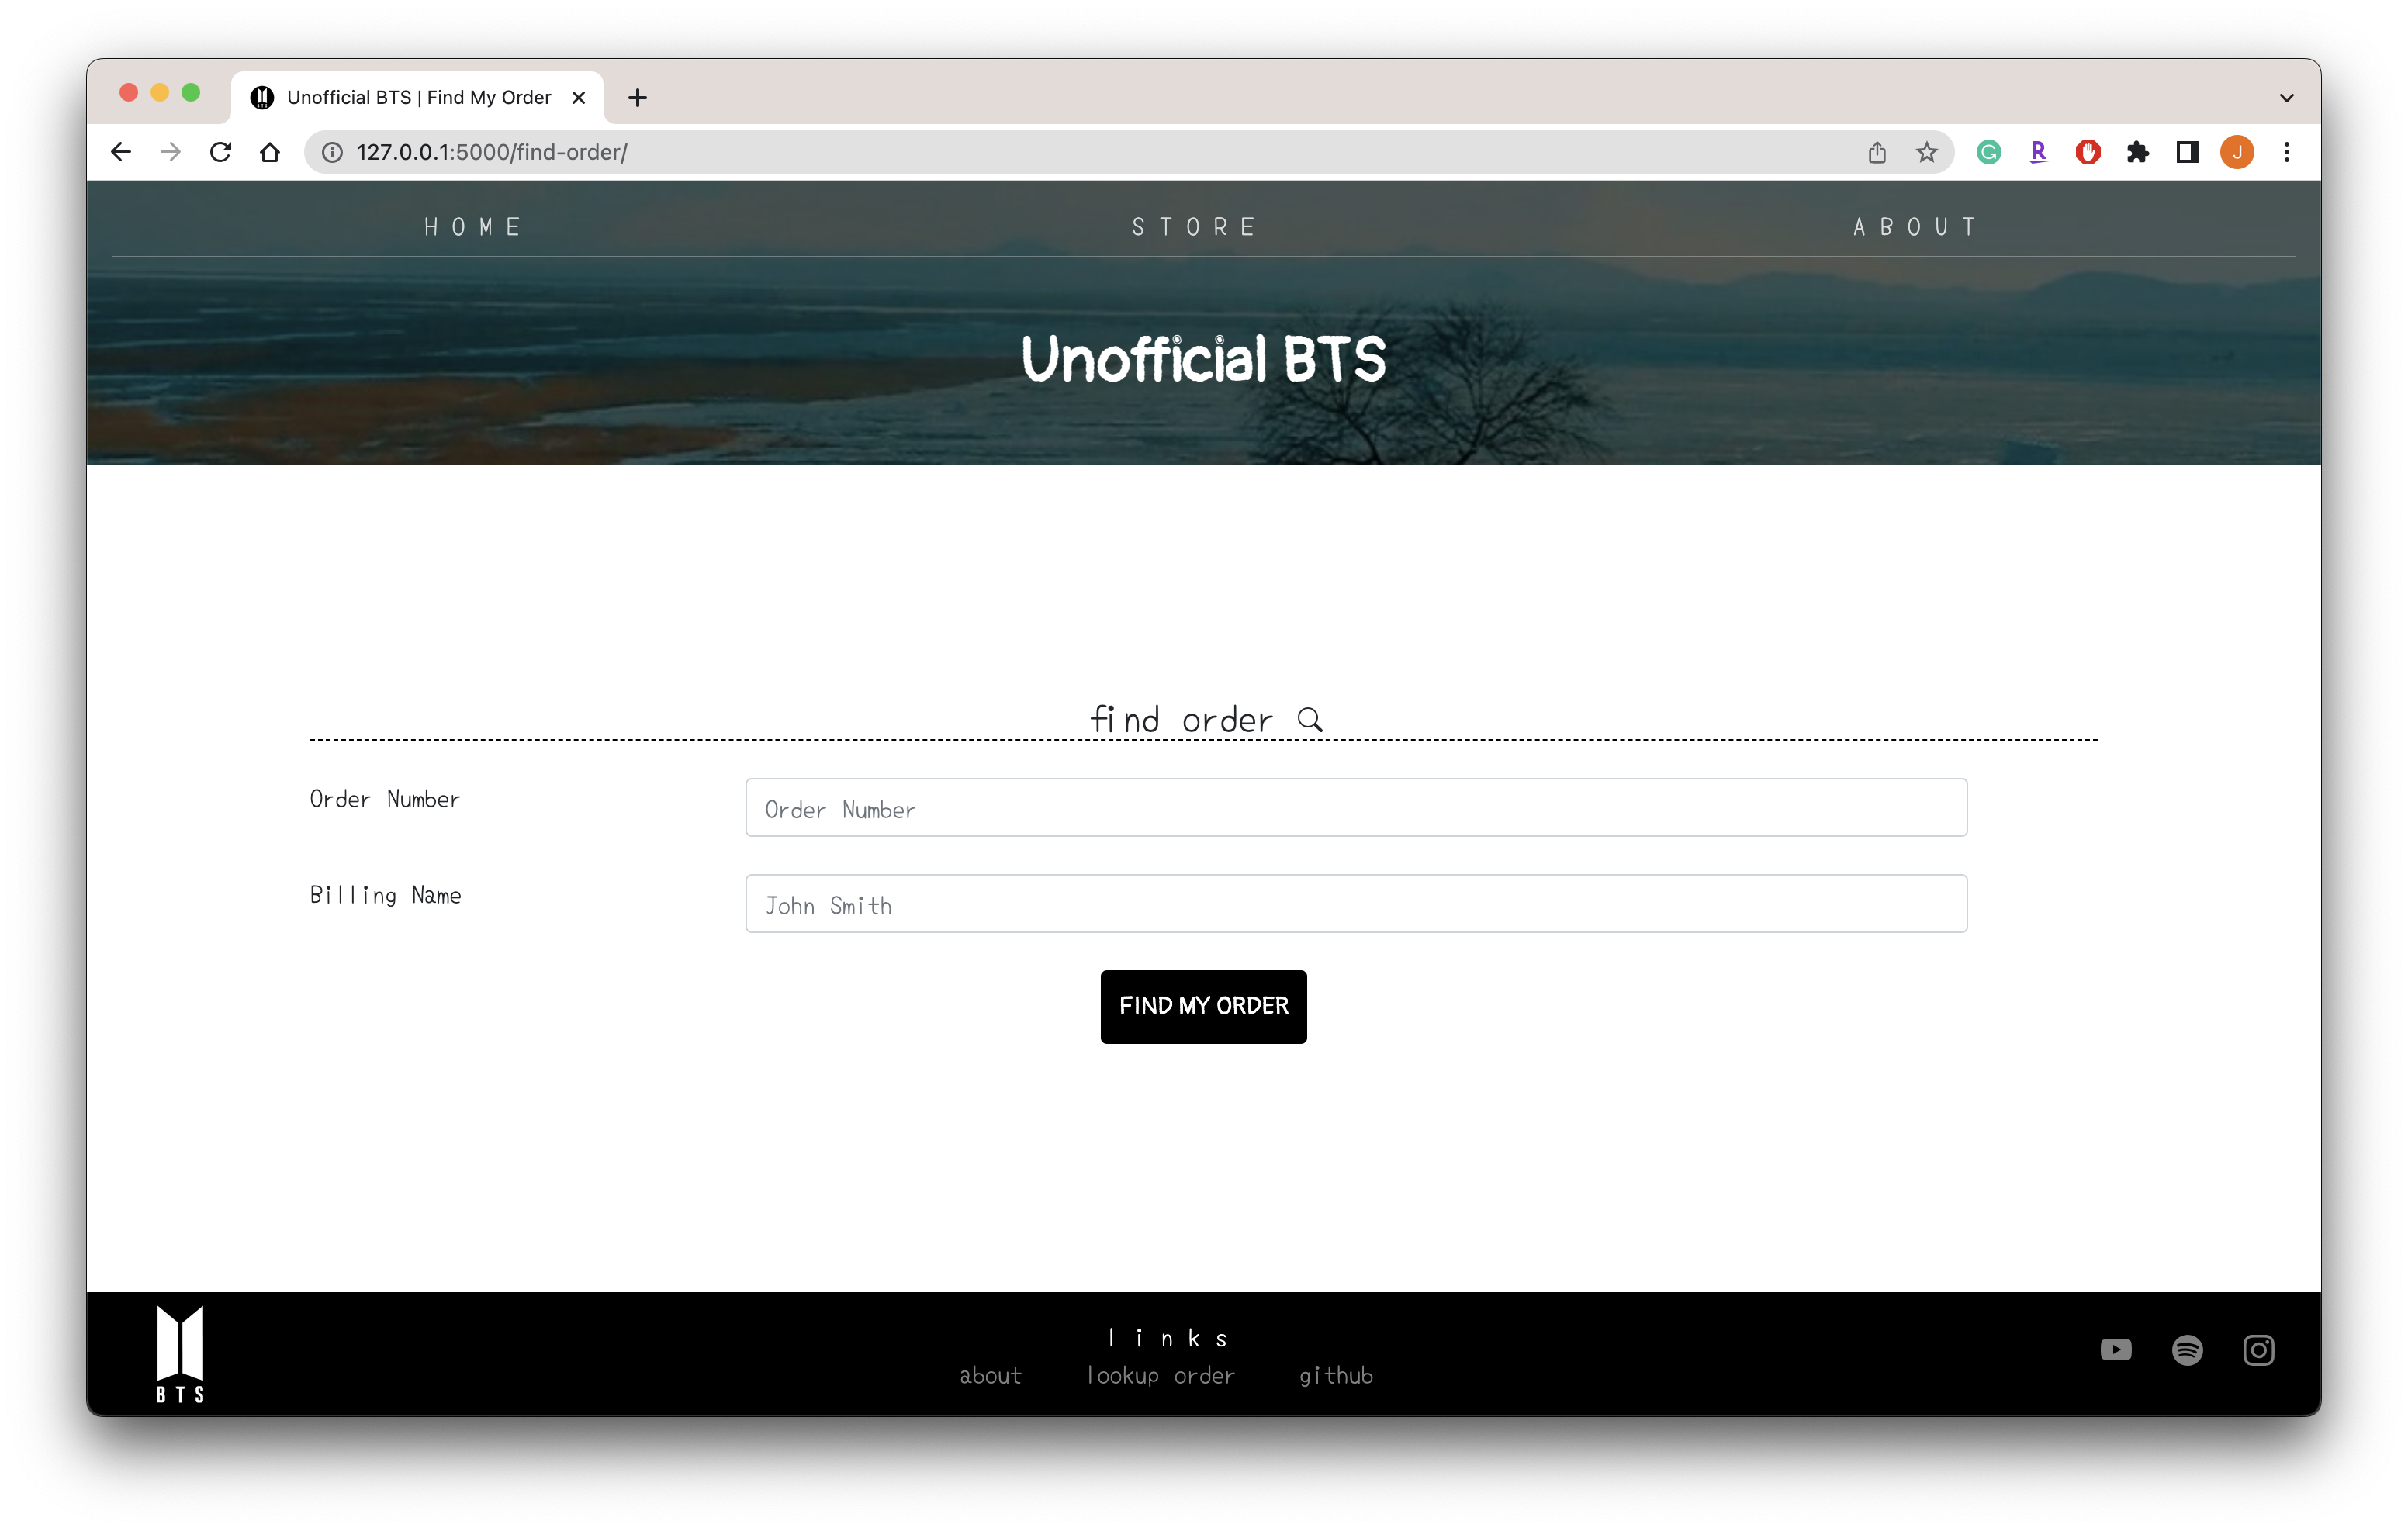 Unofficial BTS | Find My Order
127.0.0.1:5000/find-order/
J
HOME STORE ABOUT
Unofficial BTS
find order
Order Number Order Number
Billing Name John Smith
FIND MY ORDER
links
about lookup order github
BTS